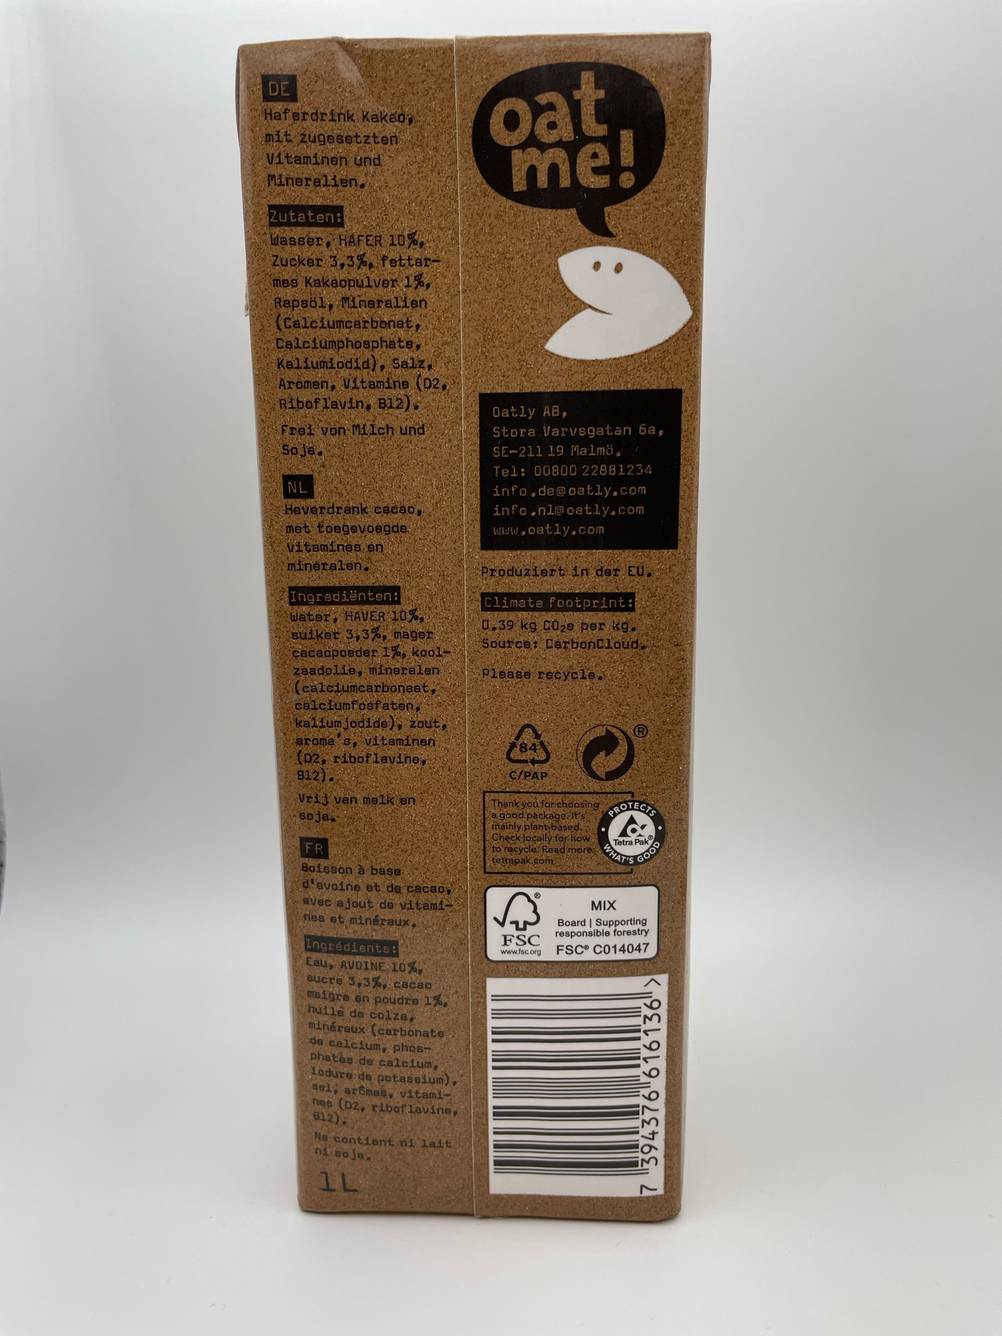 DE
Haferdrink Kakao,
mit zugesetzten
Vitaminen und
Mineralien.
Zutaten:
Wasser, HAFER 10%,
Zucker 3,3%, fettar-
mes Kakaopulver 1%,
Rapsöl, Mineralien
(Calciumcarbonat,
Calciumphosphate,
Kaliumiodid), Salz,
Aromen, Vitamine (D2,
Riboflavin, B12).
Frei von Milch und
Soja.
NL
Haverdrank cacao,
met toegevoegde
vitamines en
mineralen.
Ingrediënten:
Water, HAVER 10%,
suiker 3,3%, mager
cacaopoeder 1%, kool-
zaadolie, mineralen
(calciumcarbonaat,
calciumfosfaten,
kaliumjodide), zout,
aroma's, vitaminen
(D2, riboflavine,
B12).
Vrij van melk en
soja.
FR
Boisson à base
d'avoine et de cacao,
avec ajout de vitami-
nes et minéraux.
Ingrédients:
Eau, AVOINE 10%,
sucre 3,3%, cacao
maigre en poudre 1%,
huile de colza,
minéraux (carbonate
de calcium, phos-
phates de calcium,
iodure de potassium),
sel, arômes, vitami-
nes (D2, riboflavine,
B12).
Ne contient ni lait
ni soja.
1L
oat
me!
Oatly AB,
Stora Varvsgatan 6a,
SE-211 19 Malmö.
Tel: 00800 22881234
info.de@oatly.com
info.nl@oatly.com
www.oatly.com
Produziert in der EU.
Climate footprint:
0.39 kg CO₂e per kg.
Source: CarbonCloud.
Please recycle.
84
C/PAP
®
Thank you for choosing
a good package. It's
mainly plant-based.
Check locally for how
to recycle. Read more:
tetrapak.com
PROTECTS
Tetra Pak®
WHAT'S GOOD
®
FSC
www.fsc.org
MIX
Board | Supporting
responsible forestry
FSC® C014047
7 394376 616136 >